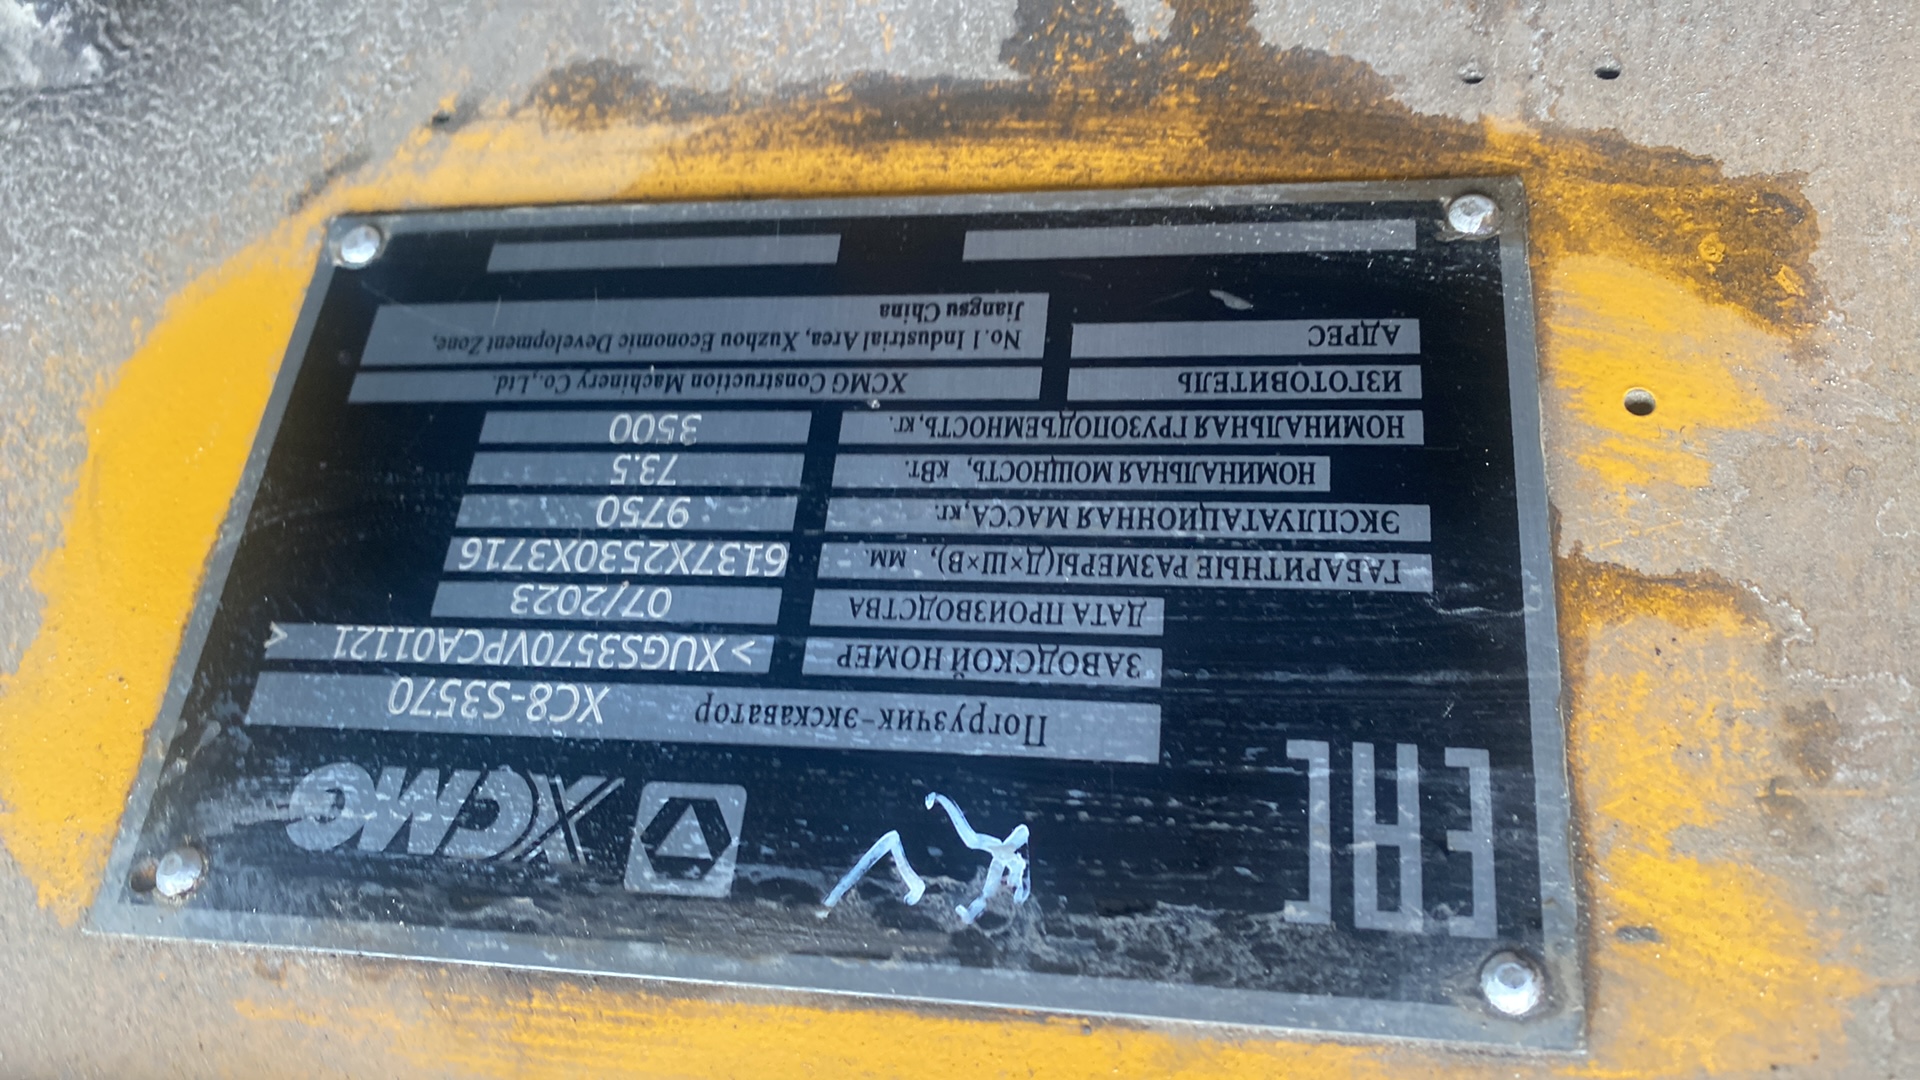 EAC
XCMG
Погрузчик-экскаватор XC8-S3570
ЗАВОДСКОЙ НОМЕР >XUGS3570VPCA01121<
ДАТА ПРОИЗВОДСТВА 07/2023
ГАБАРИТНЫЕ РАЗМЕРЫ(Д×Ш×В), мм. 6137X2530X3716
ЭКСПЛУАТАЦИОННАЯ МАССА,кг. 9750
НОМИНАЛЬНАЯ МОЩНОСТЬ, кВт. 73.5
НОМИНАЛЬНАЯ ГРУЗОПОДЪЕМНОСТЬ,кг. 3500
ИЗГОТОВИТЕЛЬ XCMG Construction Machinery Co.,Ltd.
АДРЕС No.1 Industrial Area, Xuzhou Economic Development Zone,
Jiangsu China